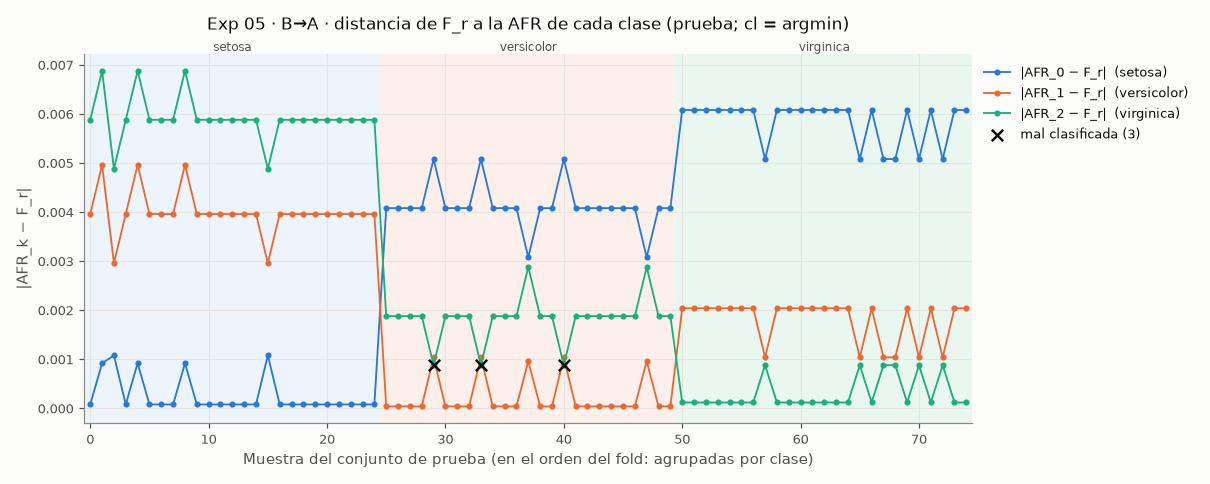 Exp 05 · B→A · distancia de F_r a la AFR de cada clase (prueba; cl = argmin)
setosa
versicolor
virginica
|AFR_0 − F_r| (setosa)
|AFR_1 − F_r| (versicolor)
|AFR_2 − F_r| (virginica)
mal clasificada (3)
|AFR_k − F_r|
0.007
0.006
0.005
0.004
0.003
0.002
0.001
0.000
0
10
20
30
40
50
60
70
Muestra del conjunto de prueba (en el orden del fold: agrupadas por clase)